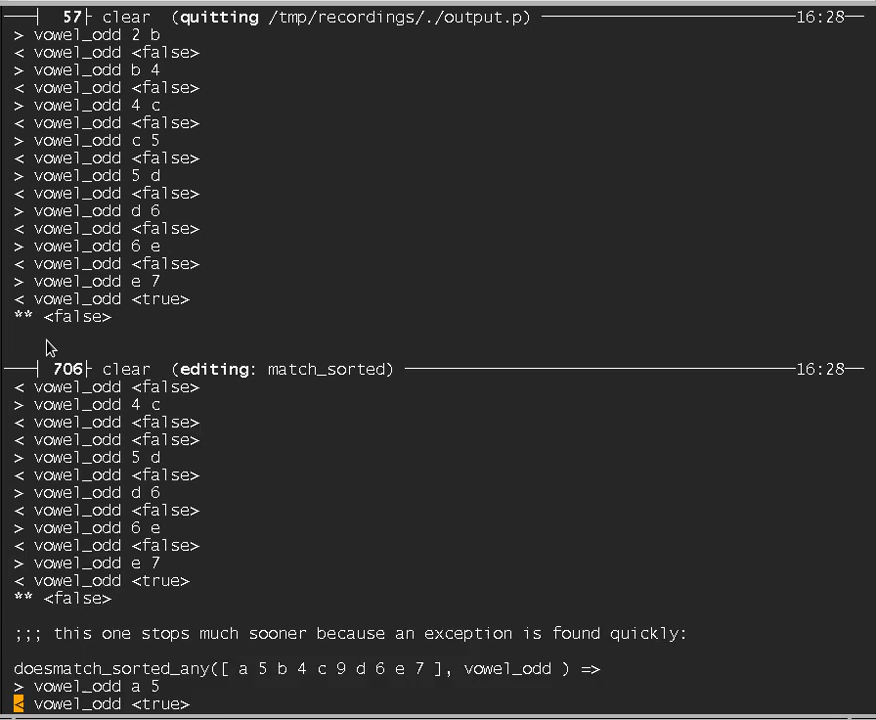 57 clear (quitting /tmp/recordings/./output.p) 16:28
> vowel_odd 2 b
< vowel_odd <false>
> vowel_odd b 4
< vowel_odd <false>
> vowel_odd 4 c
< vowel_odd <false>
> vowel_odd c 5
< vowel_odd <false>
> vowel_odd 5 d
< vowel_odd <false>
> vowel_odd d 6
< vowel_odd <false>
> vowel_odd 6 e
< vowel_odd <false>
> vowel_odd e 7
< vowel_odd <true>
** <false>
706 clear (editing: match_sorted) 16:28
< vowel_odd <false>
> vowel_odd 4 c
< vowel_odd <false>
< vowel_odd <false>
> vowel_odd 5 d
< vowel_odd <false>
> vowel_odd d 6
< vowel_odd <false>
> vowel_odd 6 e
< vowel_odd <false>
> vowel_odd e 7
< vowel_odd <true>
** <false>
;;; this one stops much sooner because an exception is found quickly:
doesmatch_sorted_any([ a 5 b 4 c 9 d 6 e 7 ], vowel_odd ) =>
> vowel_odd a 5
< vowel_odd <true>